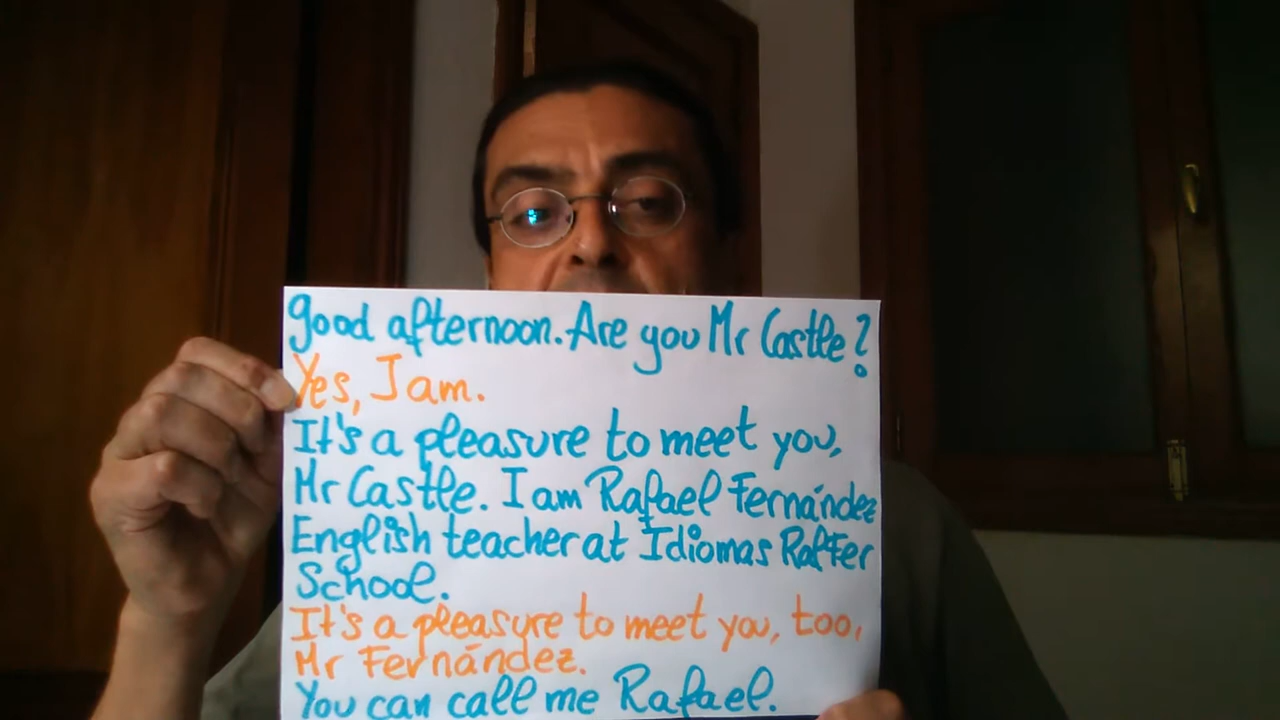 Good afternoon. Are you Mr Castle?
Yes, I am.
It's a pleasure to meet you,
Mr Castle. I am Rafael Fernández
English teacher at Idiomas RafFer
School.
It's a pleasure to meet you, too,
Mr Fernández.
You can call me Rafael.